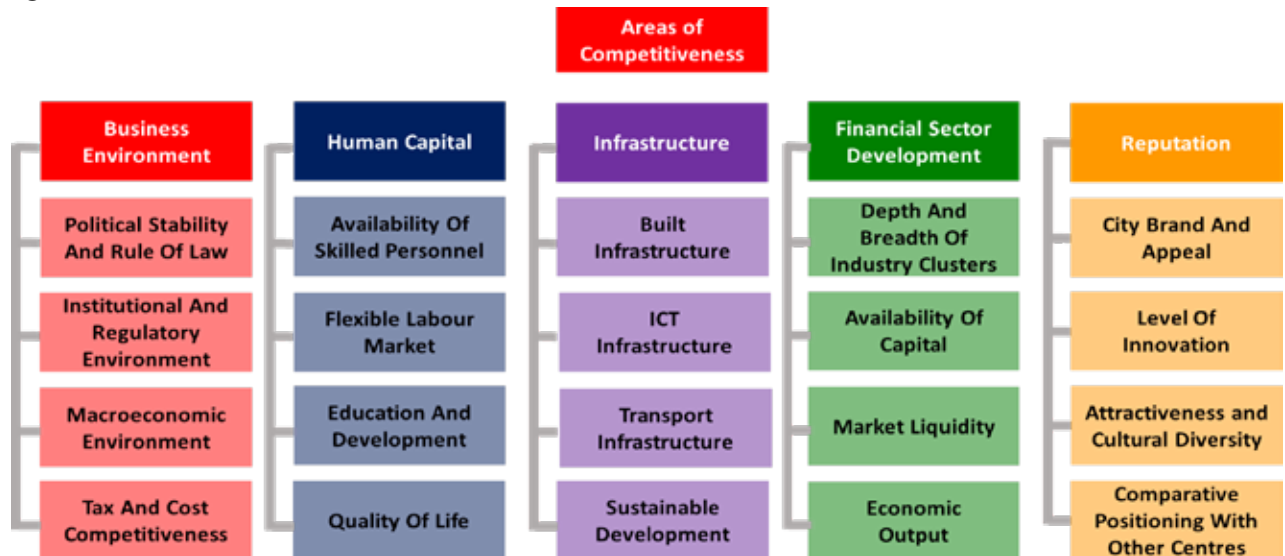 Areas of
Competitiveness
Business
Environment
Political Stability
And Rule Of Law
Institutional And
Regulatory
Environment
Macroeconomic
Environment
Tax And Cost
Competitiveness
Human Capital
Availability Of
Skilled Personnel
Flexible Labour
Market
Education And
Development
Quality Of Life
Infrastructure
Built
Infrastructure
ICT
Infrastructure
Transport
Infrastructure
Sustainable
Development
Financial Sector
Development
Depth And
Breadth Of
Industry Clusters
Availability Of
Capital
Market Liquidity
Economic
Output
Reputation
City Brand And
Appeal
Level Of
Innovation
Attractiveness and
Cultural Diversity
Comparative
Positioning With
Other Centres